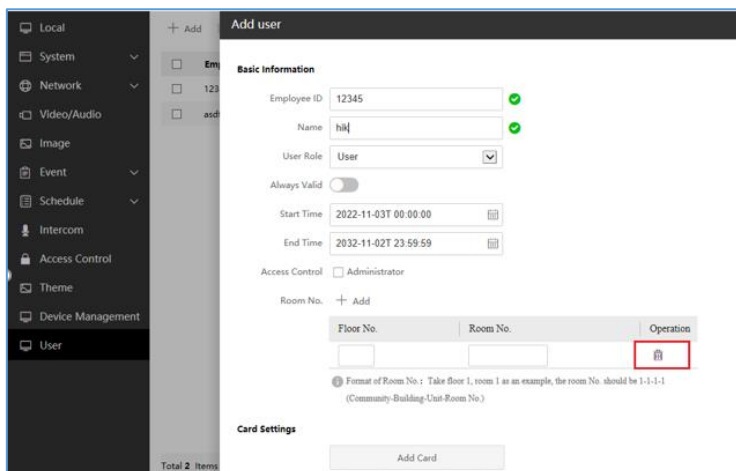 Local
System
Network
Video/Audio
Image
Event
Schedule
Intercom
Access Control
Theme
Device Management
User
Add
Em
123
asd
Total 2 Items
Add user
Basic Information
Employee ID 12345
Name hik
User Role User
Always Valid
Start Time 2022-11-03T 00:00:00
End Time 2032-11-02T 23:59:59
Access Control Administrator
Room No. Add
Floor No. Room No. Operation
Format of Room No.: Take floor 1, room 1 as an example, the room No. should be 1-1-1-1
(Community-Building-Unit-Room No.)
Card Settings
Add Card